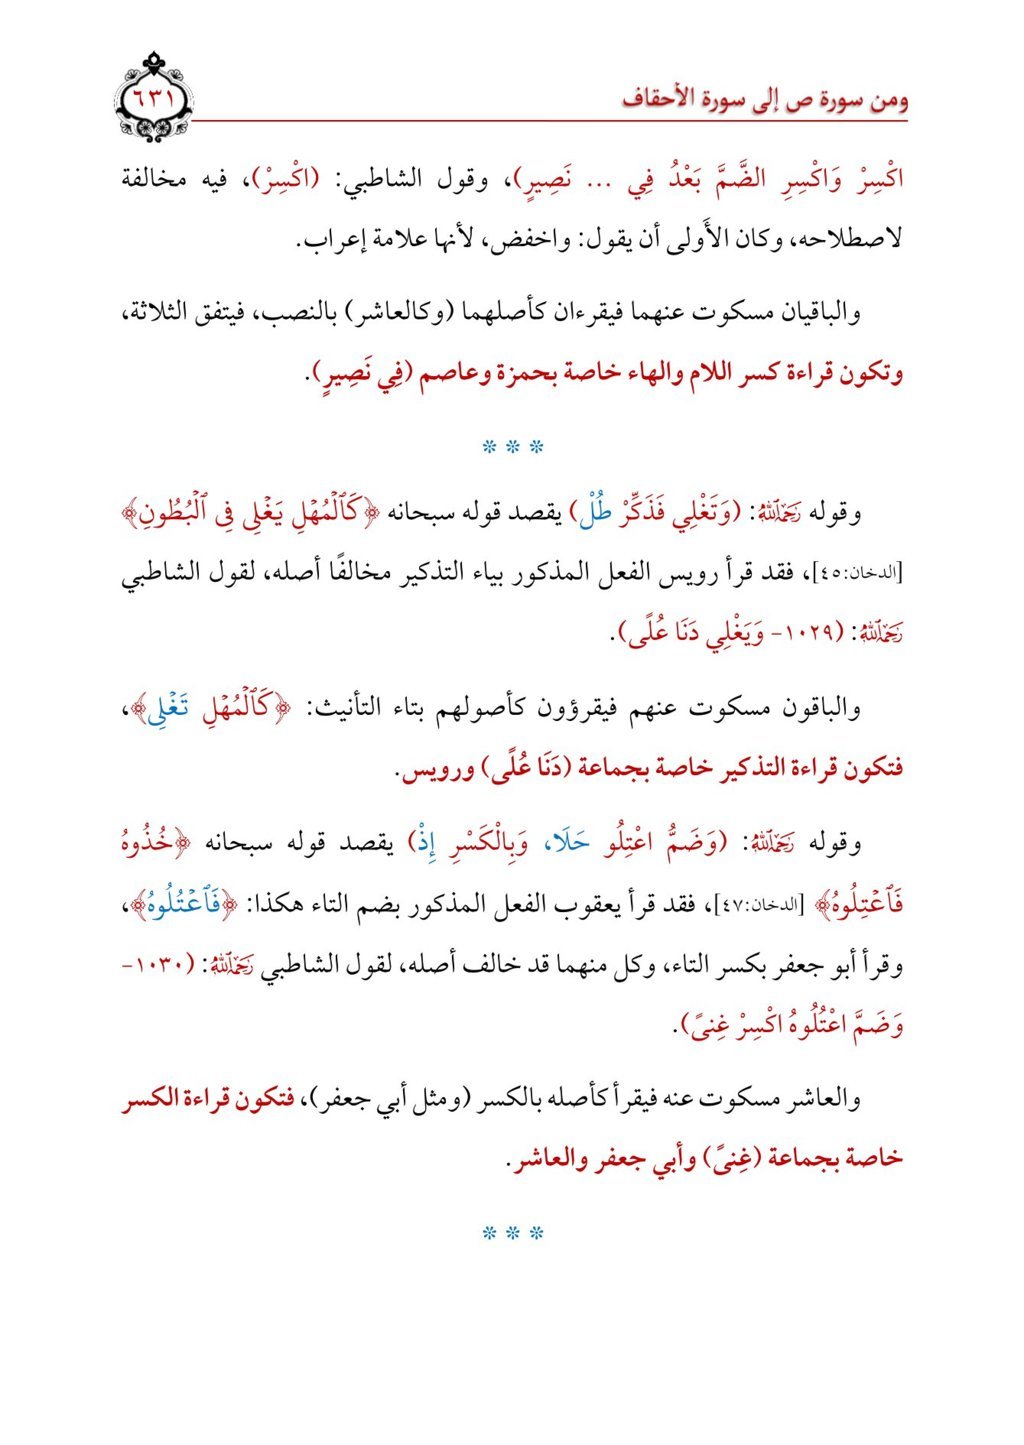 ومن سورة ص إلى سورة الأحقاف
٦٣١
اكْسِرْ وَاكْسِرِ الضَّمَّ بَعْدُ فِي ... نَصِيرٍ)، وقول الشاطبي: (اكْسِرْ)، فيه مخالفة
لاصطلاحه، وكان الأَولى أن يقول: واخفض، لأنها علامة إعراب.
والباقيان مسكوت عنهما فيقرءان كأصلهما (وكالعاشر) بالنصب، فيتفق الثلاثة،
وتكون قراءة كسر اللام والهاء خاصة بحمزة وعاصم (فِي نَصِيرٍ).
* * *
وقوله رَحِمَهُ اللَّهُ: (وَتَغْلِي فَذَكِّرْ طُلْ) يقصد قوله سبحانه ﴿كَٱلۡمُهۡلِ يَغۡلِى فِى ٱلۡبُطُونِ﴾
[الدخان:٤٥]، فقد قرأ رويس الفعل المذكور بياء التذكير مخالفًا أصله، لقول الشاطبي
رَحِمَهُ اللَّهُ: (١٠٢٩- وَيَغْلِي دَنَا عُلًى).
والباقون مسكوت عنهم فيقرؤون كأصولهم بتاء التأنيث: ﴿كَٱلۡمُهۡلِ تَغۡلِى﴾،
فتكون قراءة التذكير خاصة بجماعة (دَنَا عُلًى) ورويس.
وقوله رَحِمَهُ اللَّهُ: (وَضَمُّ اعْتِلُو حَلَا، وَبِالْكَسْرِ إِذْ) يقصد قوله سبحانه ﴿خُذُوهُ
فَٱعۡتِلُوهُ﴾ [الدخان:٤٧]، فقد قرأ يعقوب الفعل المذكور بضم التاء هكذا: ﴿فَٱعۡتُلُوهُ﴾،
وقرأ أبو جعفر بكسر التاء، وكل منهما قد خالف أصله، لقول الشاطبي رَحِمَهُ اللَّهُ: (١٠٣٠-
وَضَمَّ اعْتُلُوهُ اكْسِرْ غِنىً).
والعاشر مسكوت عنه فيقرأ كأصله بالكسر (ومثل أبي جعفر)، فتكون قراءة الكسر
خاصة بجماعة (غِنىً) وأبي جعفر والعاشر.
* * *